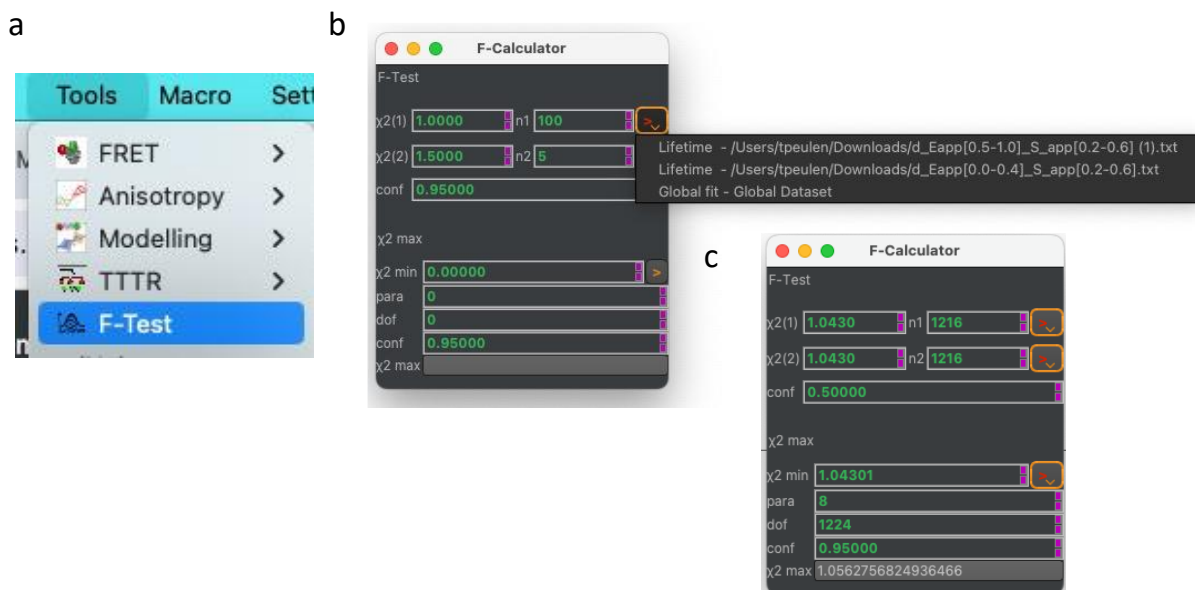 a
Tools Macro Sett
FRET >
Anisotropy >
Modelling >
TTTR >
F-Test
b
F-Calculator
F-Test
χ2(1) 1.0000 n1 100 >
χ2(2) 1.5000 n2 5
conf 0.95000
Lifetime - /Users/tpeulen/Downloads/d_Eapp[0.5-1.0]_S_app[0.2-0.6] (1).txt
Lifetime - /Users/tpeulen/Downloads/d_Eapp[0.0-0.4]_S_app[0.2-0.6].txt
Global fit - Global Dataset
χ2 max
χ2 min 0.00000 >
para 0
dof 0
conf 0.95000
χ2 max
c
F-Calculator
F-Test
χ2(1) 1.0430 n1 1216 >
χ2(2) 1.0430 n2 1216 >
conf 0.50000
χ2 max
χ2 min 1.04301 >
para 8
dof 1224
conf 0.95000
χ2 max 1.0562756824936466